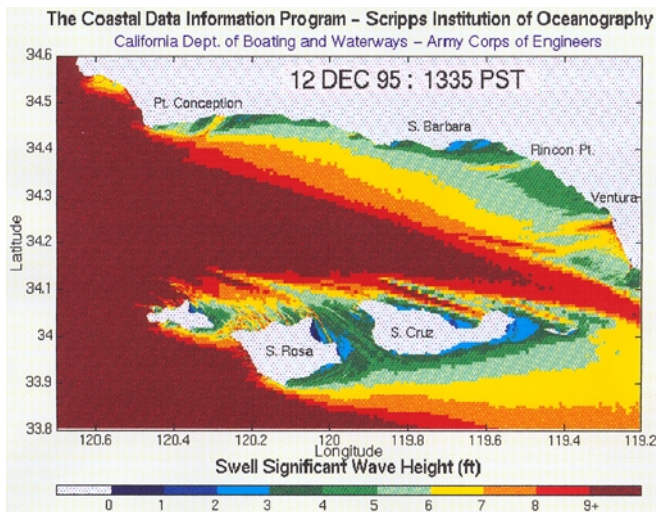 The Coastal Data Information Program – Scripps Institution of Oceanography
California Dept. of Boating and Waterways – Army Corps of Engineers
12 DEC 95 : 1335 PST
34.6
34.5
34.4
34.3
34.2
34.1
34
33.9
33.8
Latitude
Pt. Conception
S. Barbara
Rincon Pt.
Ventura
S. Rosa
S. Cruz
120.6 120.4 120.2 120 119.8 119.6 119.4 119.2
Longitude
Swell Significant Wave Height (ft)
0 1 2 3 4 5 6 7 8 9+